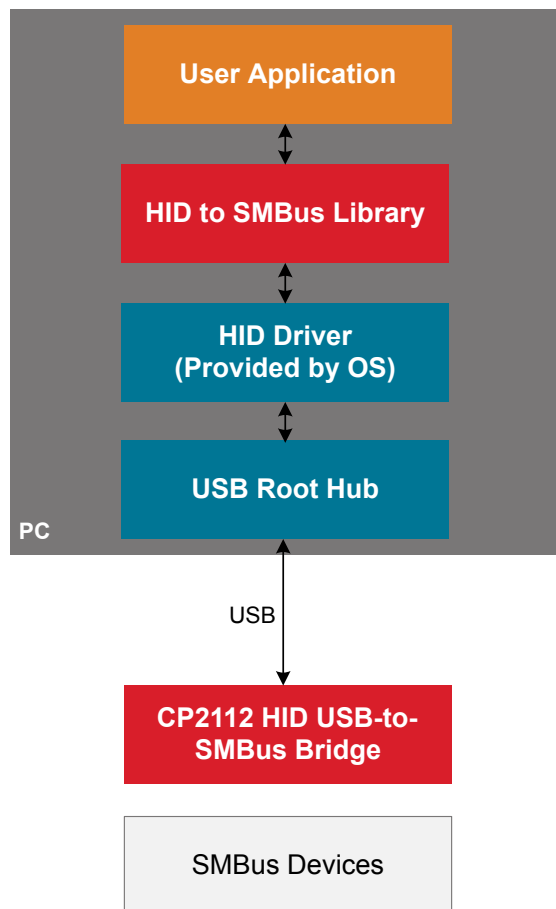 User Application
HID to SMBus Library
HID Driver
(Provided by OS)
USB Root Hub
PC
USB
CP2112 HID USB-to-
SMBus Bridge
SMBus Devices